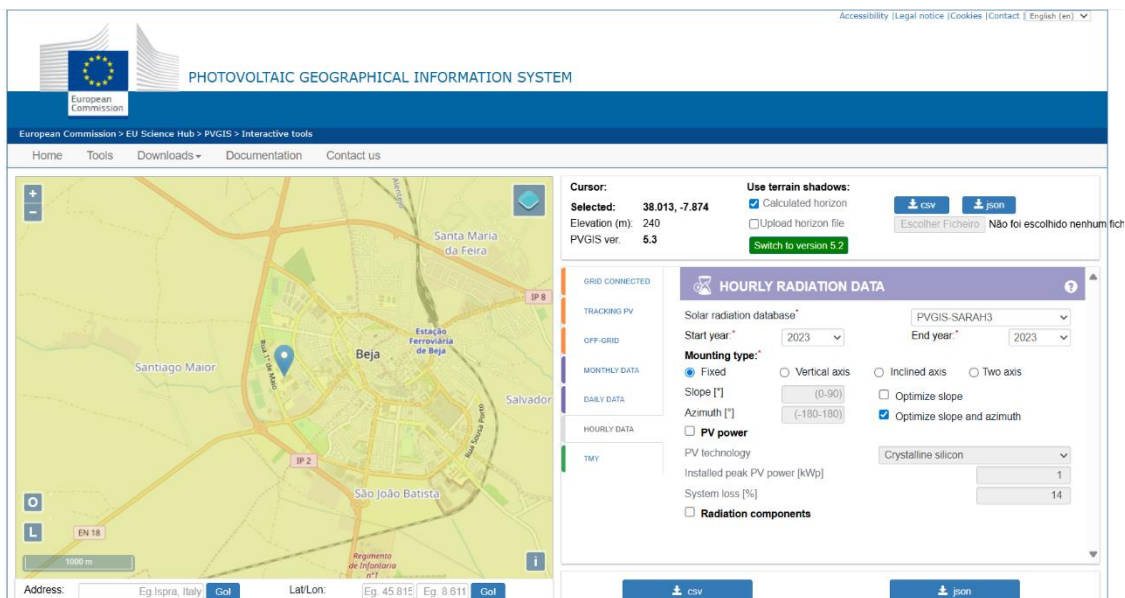 Accessibility |Legal notice |Cookies |Contact | English (en)
European
Commission
PHOTOVOLTAIC GEOGRAPHICAL INFORMATION SYSTEM
European Commission > EU Science Hub > PVGIS > Interactive tools
Home Tools Downloads Documentation Contact us
+
-
Santa Maria
da Feira
IP 8
Estação
Ferroviária
de Beja
Beja
Rua 1º de Maio
Santiago Maior
Salvador
Rua Sousa Porto
IP 2
São João Batista
O
L
EN 18
Regimento
de Infantaria
nº1
1000 m
i
Address: Eg.Ispra, Italy Go! Lat/Lon: Eg. 45.815 Eg. 8.611 Go!
Cursor:
Selected: 38.013, -7.874
Elevation (m): 240
PVGIS ver. 5.3
Use terrain shadows:
Calculated horizon
Upload horizon file
Switch to version 5.2
csv json
Escolher Ficheiro Não foi escolhido nenhum fich
GRID CONNECTED
TRACKING PV
OFF-GRID
MONTHLY DATA
DAILY DATA
HOURLY DATA
TMY
HOURLY RADIATION DATA ?
Solar radiation database* PVGIS-SARAH3
Start year:* 2023 End year:* 2023
Mounting type:*
Fixed Vertical axis Inclined axis Two axis
Slope [°] (0-90) Optimize slope
Azimuth [°] (-180-180) Optimize slope and azimuth
PV power
PV technology Crystalline silicon
Installed peak PV power [kWp] 1
System loss [%] 14
Radiation components
csv json